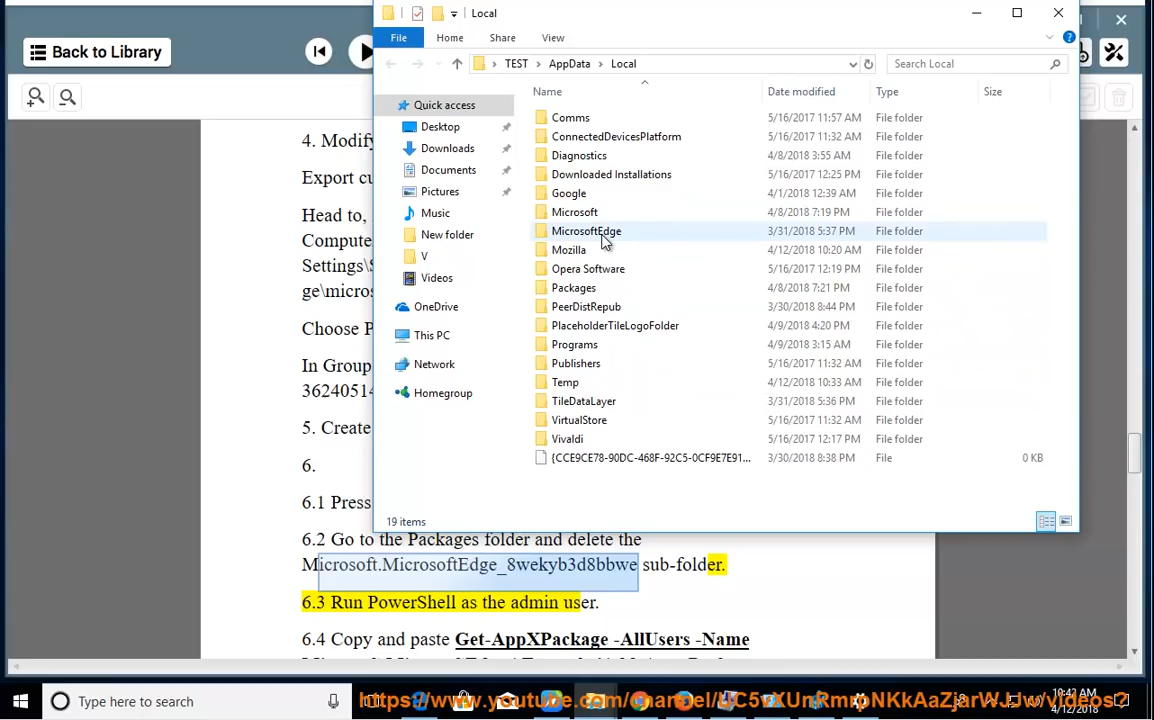 Local
Back to Library
File Home Share View
TEST AppData Local
Search Local
Name Date modified Type Size
Quick access
Desktop
Downloads
Documents
Pictures
Music
New folder
V
Videos
OneDrive
This PC
Network
Homegroup
Comms 5/16/2017 11:57 AM File folder
ConnectedDevicesPlatform 5/16/2017 11:32 AM File folder
Diagnostics 4/8/2018 3:55 AM File folder
Downloaded Installations 5/16/2017 12:25 PM File folder
Google 4/1/2018 12:39 AM File folder
Microsoft 4/8/2018 7:19 PM File folder
MicrosoftEdge 3/31/2018 5:37 PM File folder
Mozilla 4/12/2018 10:20 AM File folder
Opera Software 5/16/2017 12:19 PM File folder
Packages 4/8/2018 7:21 PM File folder
PeerDistRepub 3/30/2018 8:44 PM File folder
PlaceholderTileLogoFolder 4/9/2018 4:20 PM File folder
Programs 4/9/2018 3:15 AM File folder
Publishers 5/16/2017 11:32 AM File folder
Temp 4/12/2018 10:33 AM File folder
TileDataLayer 3/31/2018 5:36 PM File folder
VirtualStore 5/16/2017 11:32 AM File folder
Vivaldi 5/16/2017 12:17 PM File folder
{CCE9CE78-90DC-468F-92C5-0CF9E7E91... 3/30/2018 8:38 PM File 0 KB
19 items
4. Modify
Export cu
Head to,
Compute
Settings\S
ge\micros
Choose P
In Group
3624051
5. Create
6.
6.1 Press
6.2 Go to the Packages folder and delete the
Microsoft.MicrosoftEdge_8wekyb3d8bbwe sub-folder.
6.3 Run PowerShell as the admin user.
6.4 Copy and paste Get-AppXPackage -AllUsers -Name
Type here to search
10:42 AM
4/12/2018